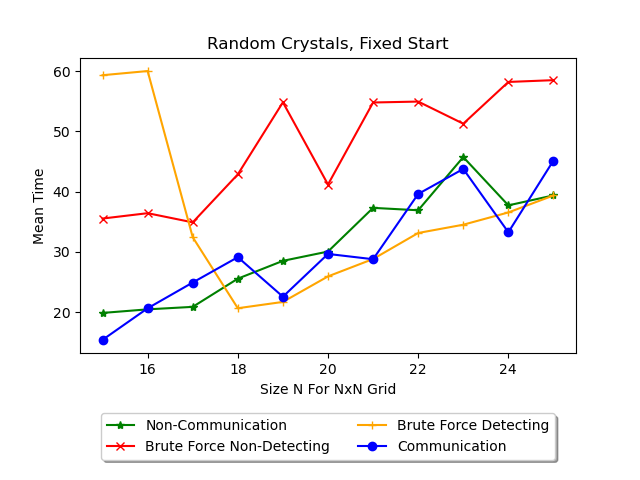 Random Crystals, Fixed Start
60
50
40
30
20
Mean Time
16 18 20 22 24
Size N For NxN Grid
Non-Communication
Brute Force Non-Detecting
Brute Force Detecting
Communication